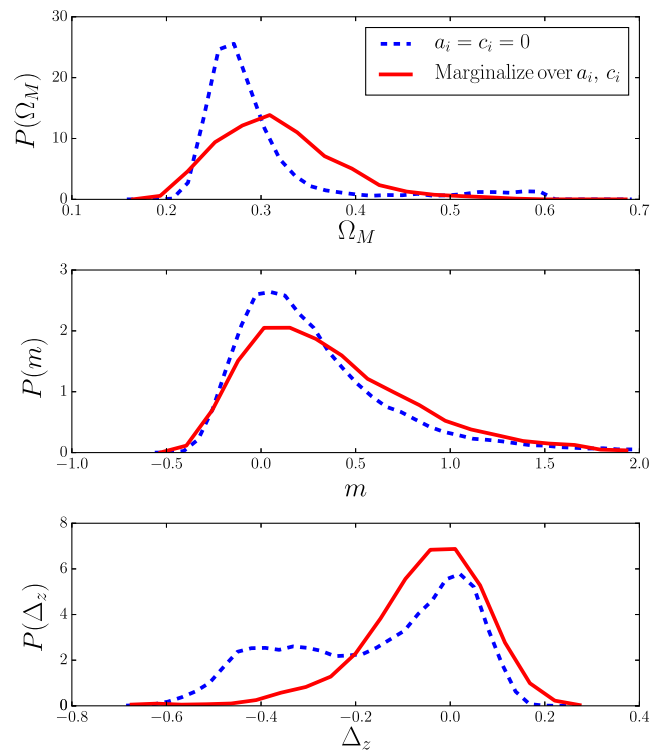 30
20
10
0
P(Ω_M)
a_i = c_i = 0
Marginalize over a_i, c_i
0.1 0.2 0.3 0.4 0.5 0.6 0.7
Ω_M
3
2
1
0
P(m)
−1.0 −0.5 0.0 0.5 1.0 1.5 2.0
m
8
6
4
2
0
P(Δ_z)
−0.8 −0.6 −0.4 −0.2 0.0 0.2 0.4
Δ_z